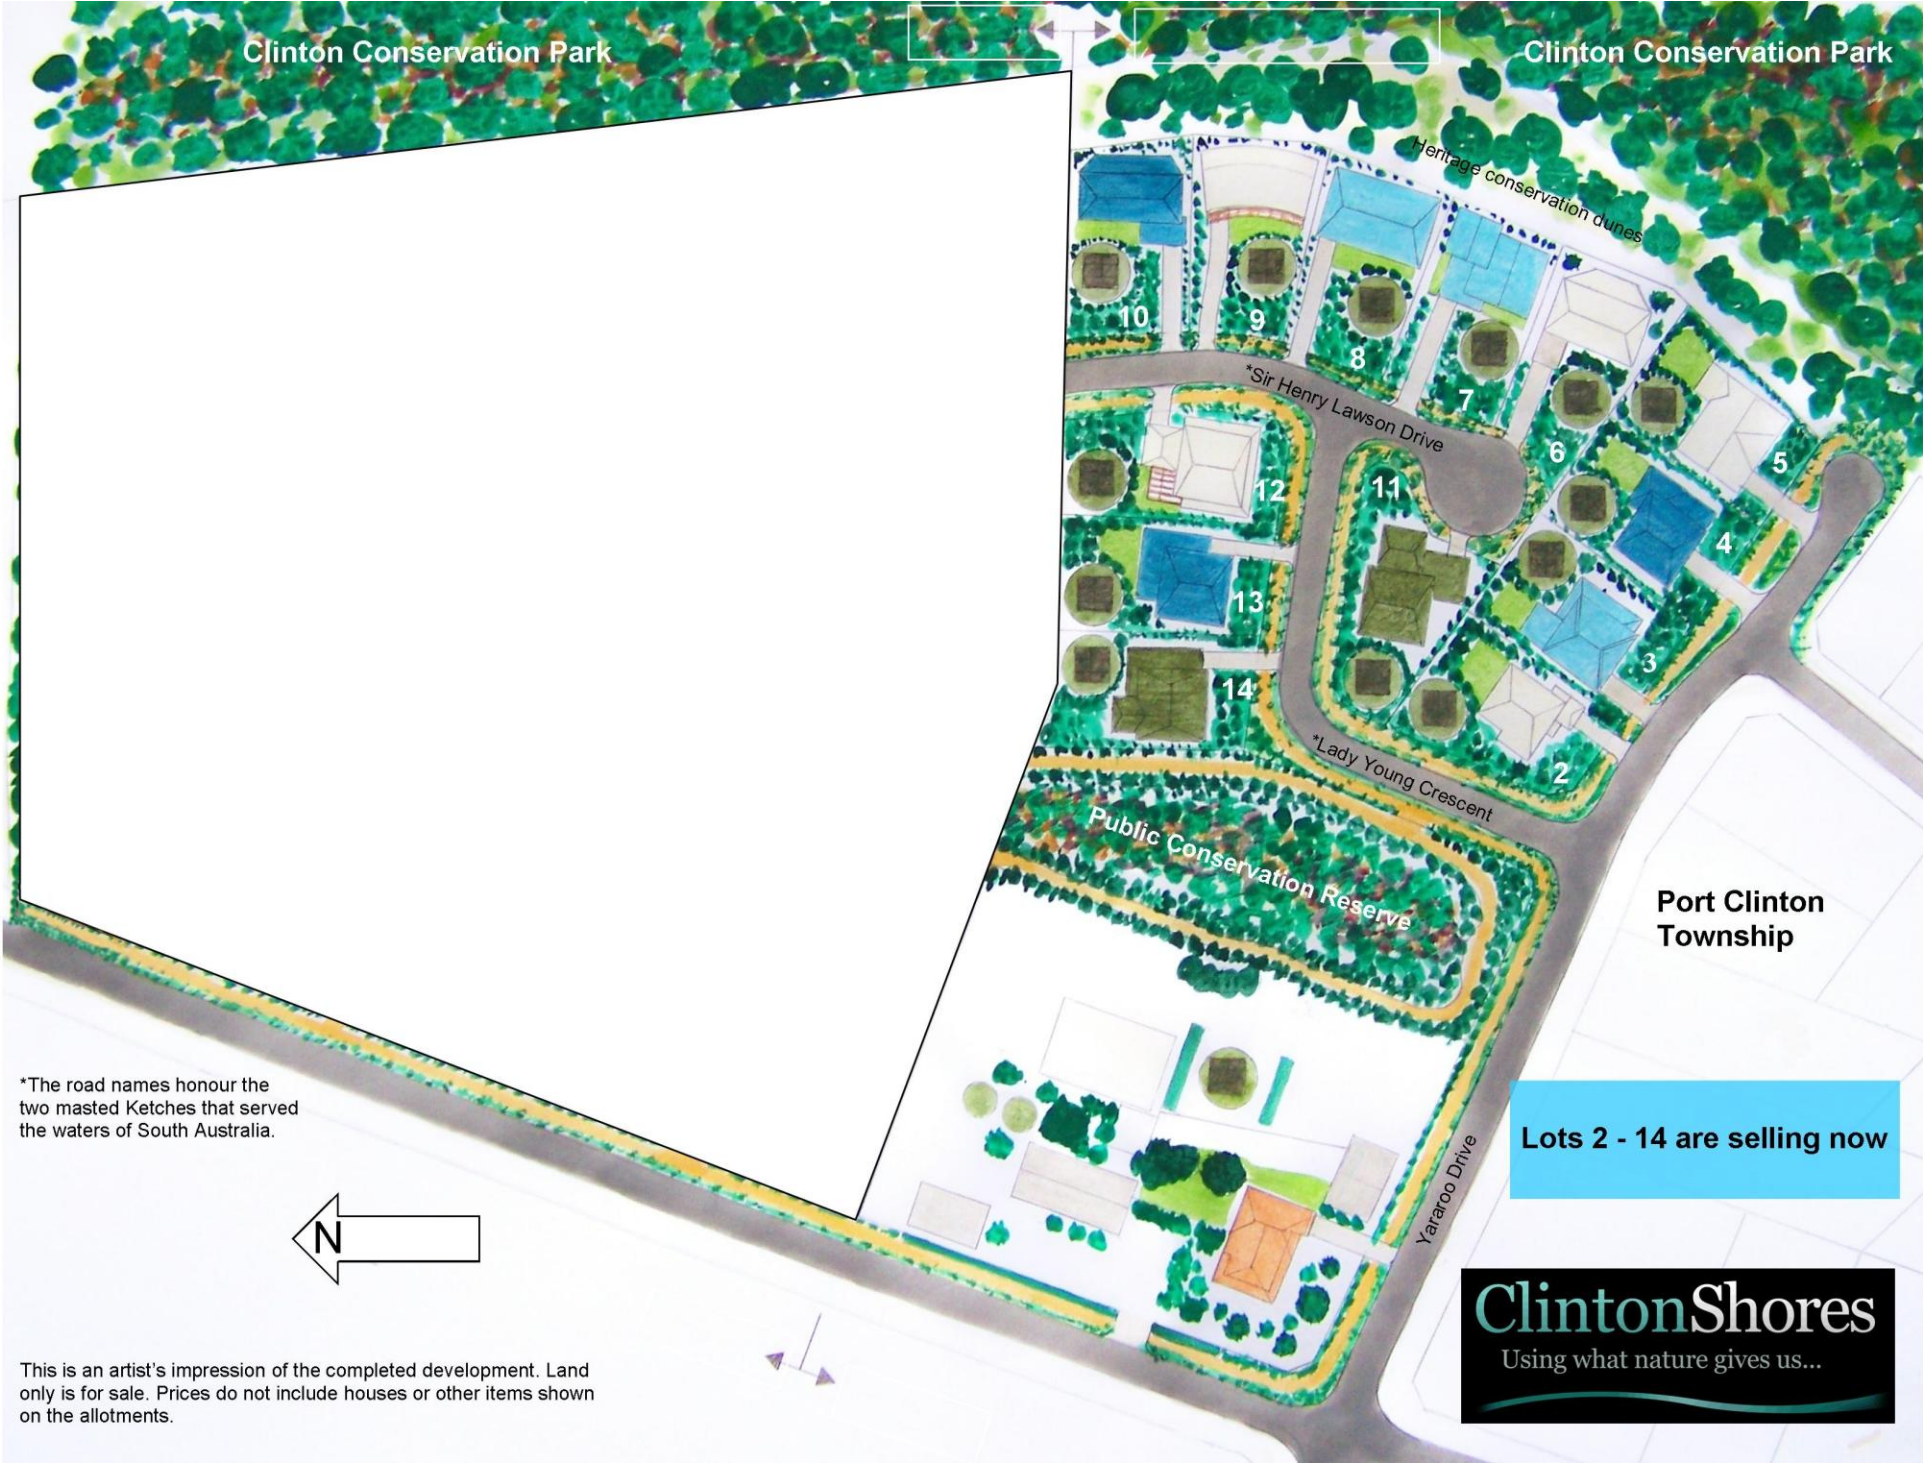 Clinton Conservation Park
Clinton Conservation Park
Heritage conservation dunes
10
9
8
7
*Sir Henry Lawson Drive
6
5
12
11
4
13
3
14
*Lady Young Crescent
2
Public Conservation Reserve
Port Clinton
Township
*The road names honour the
two masted Ketches that served
the waters of South Australia.
Lots 2 - 14 are selling now
Yararoo Drive
N
ClintonShores
Using what nature gives us...
This is an artist's impression of the completed development. Land
only is for sale. Prices do not include houses or other items shown
on the allotments.